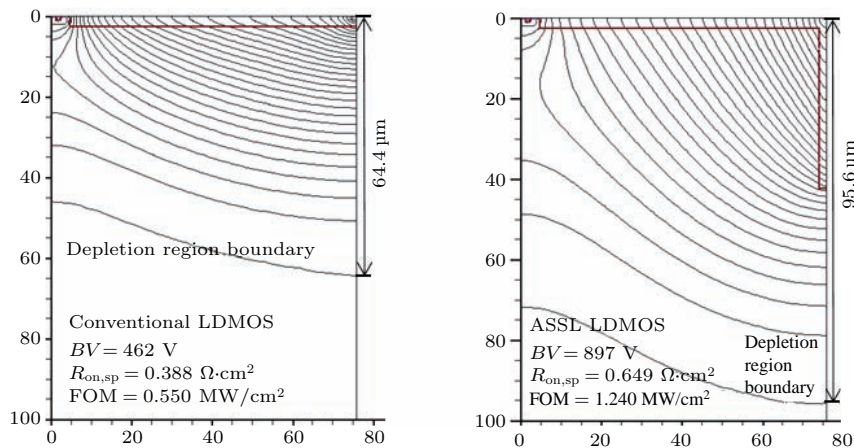 0
20
40
60
80
100
0 20 40 60 80
64.4 µm
Depletion region boundary
Conventional LDMOS
BV = 462 V
Ron,sp = 0.388 Ω·cm²
FOM = 0.550 MW/cm²
0
20
40
60
80
100
0 20 40 60 80
95.6 µm
ASSL LDMOS
BV = 897 V
Ron,sp = 0.649 Ω·cm²
FOM = 1.240 MW/cm²
Depletion
region
boundary